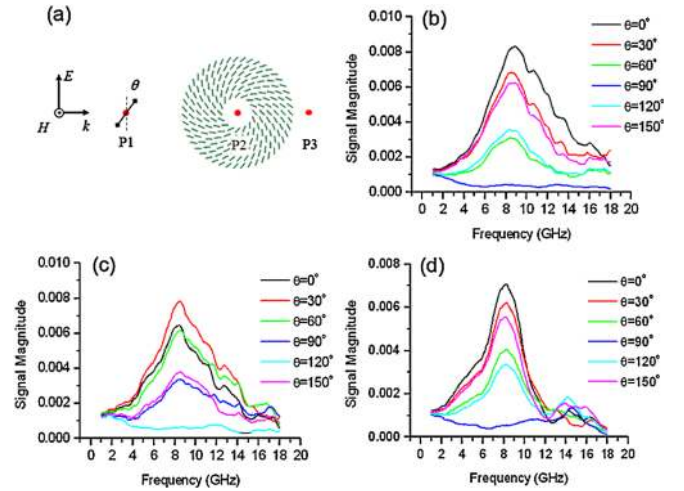 (a)
E
H
k
θ
P1
P2
P3
(b)
Signal Magnitude
0.010
0.008
0.006
0.004
0.002
0.000
0 2 4 6 8 10 12 14 16 18 20
Frequency (GHz)
θ=0°
θ=30°
θ=60°
θ=90°
θ=120°
θ=150°
(c)
Signal Magnitude
0.010
0.008
0.006
0.004
0.002
0.000
0 2 4 6 8 10 12 14 16 18 20
Frequency (GHz)
θ=0°
θ=30°
θ=60°
θ=90°
θ=120°
θ=150°
(d)
Signal Magnitude
0.008
0.006
0.004
0.002
0.000
0 2 4 6 8 10 12 14 16 18 20
Frequency (GHz)
θ=0°
θ=30°
θ=60°
θ=90°
θ=120°
θ=150°